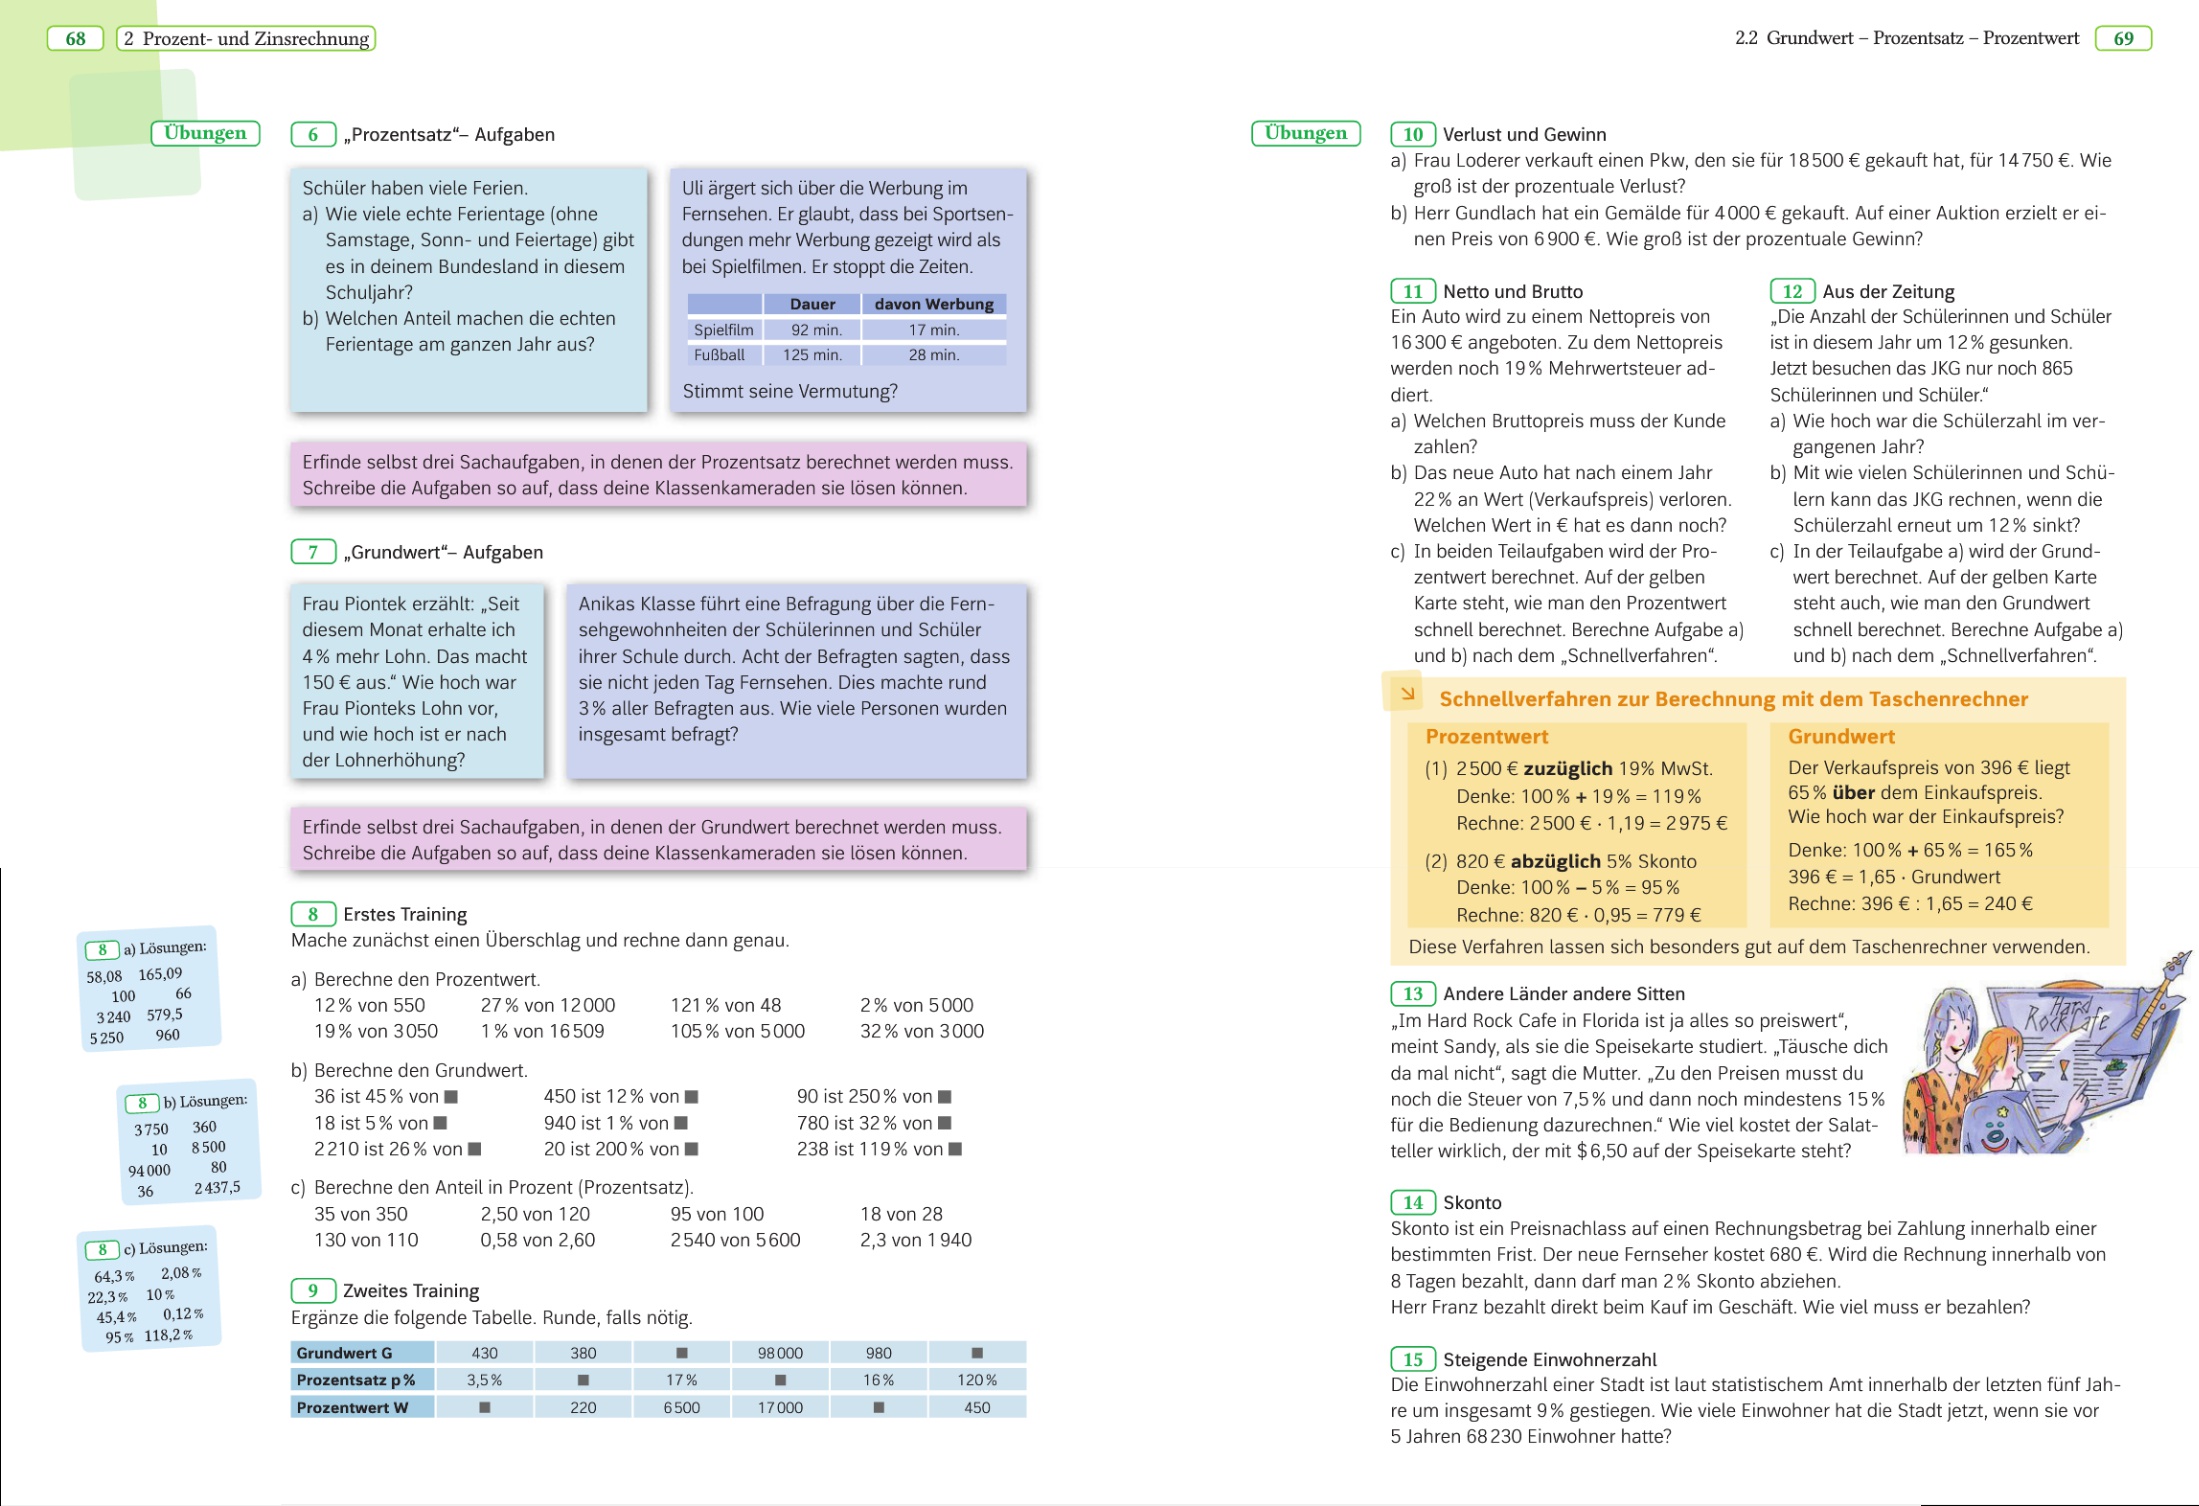 68 2 Prozent- und Zinsrechnung
Übungen
6 „Prozentsatz“– Aufgaben
Schüler haben viele Ferien.
a) Wie viele echte Ferientage (ohne
Samstage, Sonn- und Feiertage) gibt
es in deinem Bundesland in diesem
Schuljahr?
b) Welchen Anteil machen die echten
Ferientage am ganzen Jahr aus?
Uli ärgert sich über die Werbung im
Fernsehen. Er glaubt, dass bei Sportsen-
dungen mehr Werbung gezeigt wird als
bei Spielfilmen. Er stoppt die Zeiten.
Dauer davon Werbung
Spielfilm 92 min. 17 min.
Fußball 125 min. 28 min.
Stimmt seine Vermutung?
Erfinde selbst drei Sachaufgaben, in denen der Prozentsatz berechnet werden muss.
Schreibe die Aufgaben so auf, dass deine Klassenkameraden sie lösen können.
7 „Grundwert“– Aufgaben
Frau Piontek erzählt: „Seit
diesem Monat erhalte ich
4 % mehr Lohn. Das macht
150 € aus.“ Wie hoch war
Frau Pionteks Lohn vor,
und wie hoch ist er nach
der Lohnerhöhung?
Anikas Klasse führt eine Befragung über die Fern-
sehgewohnheiten der Schülerinnen und Schüler
ihrer Schule durch. Acht der Befragten sagten, dass
sie nicht jeden Tag Fernsehen. Dies machte rund
3 % aller Befragten aus. Wie viele Personen wurden
insgesamt befragt?
Erfinde selbst drei Sachaufgaben, in denen der Grundwert berechnet werden muss.
Schreibe die Aufgaben so auf, dass deine Klassenkameraden sie lösen können.
8 Erstes Training
Mache zunächst einen Überschlag und rechne dann genau.
a) Berechne den Prozentwert.
12 % von 550 27 % von 12 000 121 % von 48 2 % von 5 000
19 % von 3 050 1 % von 16 509 105 % von 5 000 32 % von 3 000
b) Berechne den Grundwert.
36 ist 45 % von ■ 450 ist 12 % von ■ 90 ist 250 % von ■
18 ist 5 % von ■ 940 ist 1 % von ■ 780 ist 32 % von ■
2 210 ist 26 % von ■ 20 ist 200 % von ■ 238 ist 119 % von ■
c) Berechne den Anteil in Prozent (Prozentsatz).
35 von 350 2,50 von 120 95 von 100 18 von 28
130 von 110 0,58 von 2,60 2 540 von 5 600 2,3 von 1 940
8 a) Lösungen:
58,08 165,09
100 66
3 240 579,5
5 250 960
8 b) Lösungen:
3 750 360
10 8 500
94 000 80
36 2 437,5
8 c) Lösungen:
64,3 % 2,08 %
22,3 % 10 %
45,4 % 0,12 %
95 % 118,2 %
9 Zweites Training
Ergänze die folgende Tabelle. Runde, falls nötig.
Grundwert G 430 380 ■ 98 000 980 ■
Prozentsatz p % 3,5 % ■ 17 % ■ 16 % 120 %
Prozentwert W ■ 220 6 500 17 000 ■ 450
2.2 Grundwert – Prozentsatz – Prozentwert 69
Übungen
10 Verlust und Gewinn
a) Frau Loderer verkauft einen Pkw, den sie für 18 500 € gekauft hat, für 14 750 €. Wie
groß ist der prozentuale Verlust?
b) Herr Gundlach hat ein Gemälde für 4 000 € gekauft. Auf einer Auktion erzielt er ei-
nen Preis von 6 900 €. Wie groß ist der prozentuale Gewinn?
11 Netto und Brutto
Ein Auto wird zu einem Nettopreis von
16 300 € angeboten. Zu dem Nettopreis
werden noch 19 % Mehrwertsteuer ad-
diert.
a) Welchen Bruttopreis muss der Kunde
zahlen?
b) Das neue Auto hat nach einem Jahr
22 % an Wert (Verkaufspreis) verloren.
Welchen Wert in € hat es dann noch?
c) In beiden Teilaufgaben wird der Pro-
zentwert berechnet. Auf der gelben
Karte steht, wie man den Prozentwert
schnell berechnet. Berechne Aufgabe a)
und b) nach dem „Schnellverfahren“.
12 Aus der Zeitung
„Die Anzahl der Schülerinnen und Schüler
ist in diesem Jahr um 12 % gesunken.
Jetzt besuchen das JKG nur noch 865
Schülerinnen und Schüler.“
a) Wie hoch war die Schülerzahl im ver-
gangenen Jahr?
b) Mit wie vielen Schülerinnen und Schü-
lern kann das JKG rechnen, wenn die
Schülerzahl erneut um 12 % sinkt?
c) In der Teilaufgabe a) wird der Grund-
wert berechnet. Auf der gelben Karte
steht auch, wie man den Grundwert
schnell berechnet. Berechne Aufgabe a)
und b) nach dem „Schnellverfahren“.
Schnellverfahren zur Berechnung mit dem Taschenrechner
Prozentwert
(1) 2 500 € zuzüglich 19% MwSt.
Denke: 100 % + 19 % = 119 %
Rechne: 2 500 € · 1,19 = 2 975 €
(2) 820 € abzüglich 5% Skonto
Denke: 100 % – 5 % = 95 %
Rechne: 820 € · 0,95 = 779 €
Grundwert
Der Verkaufspreis von 396 € liegt
65 % über dem Einkaufspreis.
Wie hoch war der Einkaufspreis?
Denke: 100 % + 65 % = 165 %
396 € = 1,65 · Grundwert
Rechne: 396 € : 1,65 = 240 €
Diese Verfahren lassen sich besonders gut auf dem Taschenrechner verwenden.
13 Andere Länder andere Sitten
„Im Hard Rock Cafe in Florida ist ja alles so preiswert“,
meint Sandy, als sie die Speisekarte studiert. „Täusche dich
da mal nicht“, sagt die Mutter. „Zu den Preisen musst du
noch die Steuer von 7,5 % und dann noch mindestens 15 %
für die Bedienung dazurechnen.“ Wie viel kostet der Salat-
teller wirklich, der mit $ 6,50 auf der Speisekarte steht?
Hard
Rock Cafe
14 Skonto
Skonto ist ein Preisnachlass auf einen Rechnungsbetrag bei Zahlung innerhalb einer
bestimmten Frist. Der neue Fernseher kostet 680 €. Wird die Rechnung innerhalb von
8 Tagen bezahlt, dann darf man 2 % Skonto abziehen.
Herr Franz bezahlt direkt beim Kauf im Geschäft. Wie viel muss er bezahlen?
15 Steigende Einwohnerzahl
Die Einwohnerzahl einer Stadt ist laut statistischem Amt innerhalb der letzten fünf Jah-
re um insgesamt 9 % gestiegen. Wie viele Einwohner hat die Stadt jetzt, wenn sie vor
5 Jahren 68 230 Einwohner hatte?